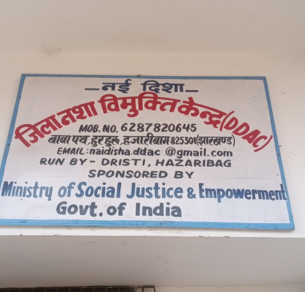 नई दिशा
जिला नशा विमुक्ति केन्द्र (DDAC)
MOB. NO. 6287820645
बाबा पथ, हुरहुरू, हजारीबाग 825301 (झारखण्ड)
EMAIL: naidisha.ddac @gmail.com
RUN BY - DRISTI, HAZARIBAG
SPONSORED BY
Ministry of Social Justice & Empowerment
Govt. of India